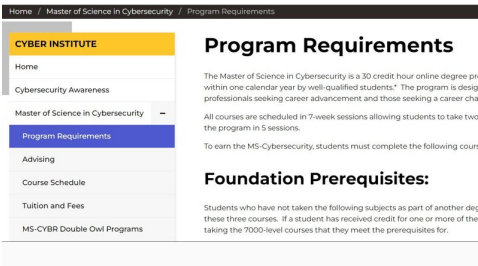 Home / Master of Science in Cybersecurity / Program Requirements
CYBER INSTITUTE
Home
Cybersecurity Awareness
Master of Science in Cybersecurity –
Program Requirements
Advising
Course Schedule
Tuition and Fees
MS-CYBR Double Owl Programs
Program Requirements
The Master of Science in Cybersecurity is a 30 credit hour online degree
within one calendar year by well-qualified students.* The program is
professionals seeking career advancement and those seeking a career
All courses are scheduled in 7-week sessions allowing students to take two
the program in 5 sessions.
To earn the MS-Cybersecurity, students must complete the following
Foundation Prerequisites:
Students who have not taken the following subjects as part of another
these three courses. If a student has received credit for one or more of the
taking the 7000-level courses that they meet the prerequisites for.